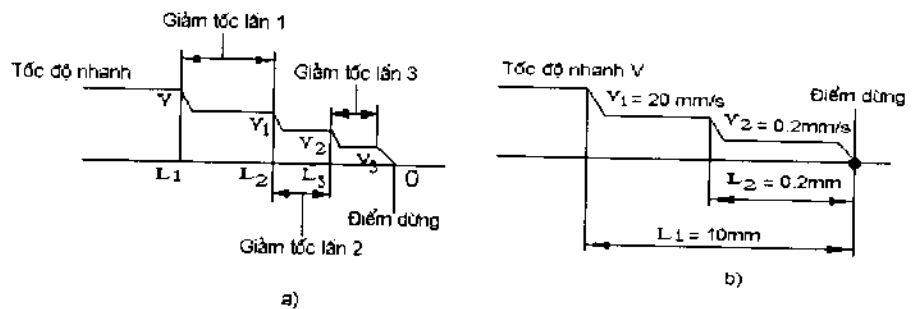 Giảm tốc lần 1
Tốc độ nhanh
Giảm tốc lần 3
V
V1
V2
V3
L1
L2
L3
O
Điểm dừng
Giảm tốc lần 2
a)
Tốc độ nhanh V
Điểm dừng
V1 = 20 mm/s
V2 = 0.2mm/s
L2 = 0.2mm
L1 = 10mm
b)